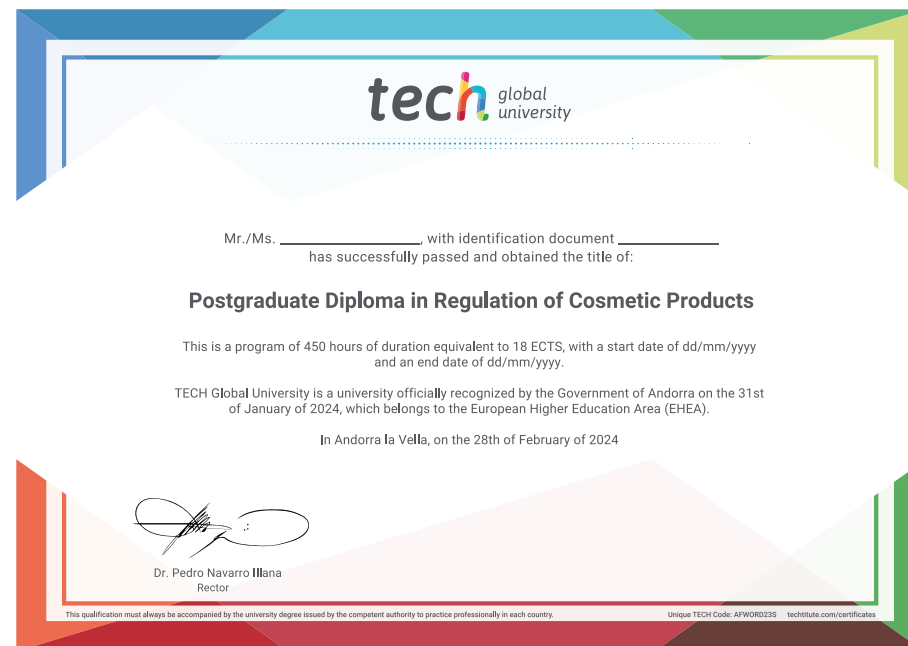 tech global
university
Mr./Ms. ____________________, with identification document ______________
has successfully passed and obtained the title of:
Postgraduate Diploma in Regulation of Cosmetic Products
This is a program of 450 hours of duration equivalent to 18 ECTS, with a start date of dd/mm/yyyy
and an end date of dd/mm/yyyy.
TECH Global University is a university officially recognized by the Government of Andorra on the 31st
of January of 2024, which belongs to the European Higher Education Area (EHEA).
In Andorra la Vella, on the 28th of February of 2024
Dr. Pedro Navarro Illana
Rector
This qualification must always be accompanied by the university degree issued by the competent authority to practice professionally in each country. Unique TECH Code: AFWORD23S techtitute.com/certificates